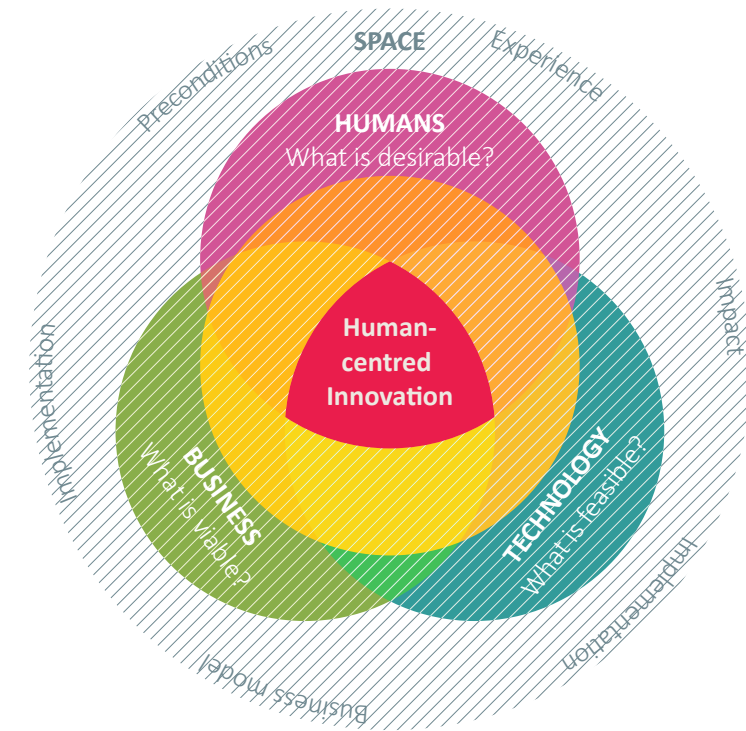 SPACE
Preconditions
Experience
HUMANS
What is desirable?
Impact
Human-
centred
Innovation
Implementation
BUSINESS
What is viable?
TECHNOLOGY
What is feasible?
Implementation
Business model